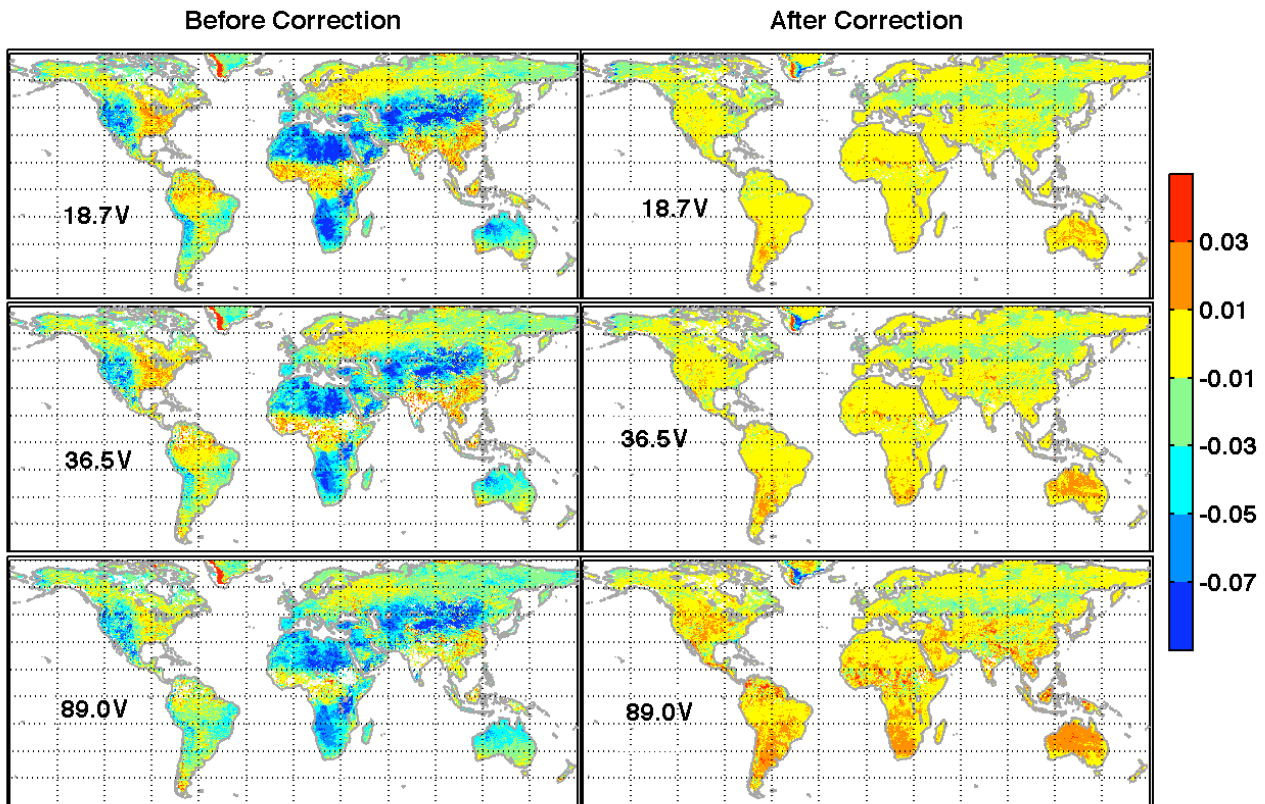 Before Correction
After Correction
18.7V
18.7V
36.5V
36.5V
89.0V
89.0V
0.03
0.01
-0.01
-0.03
-0.05
-0.07